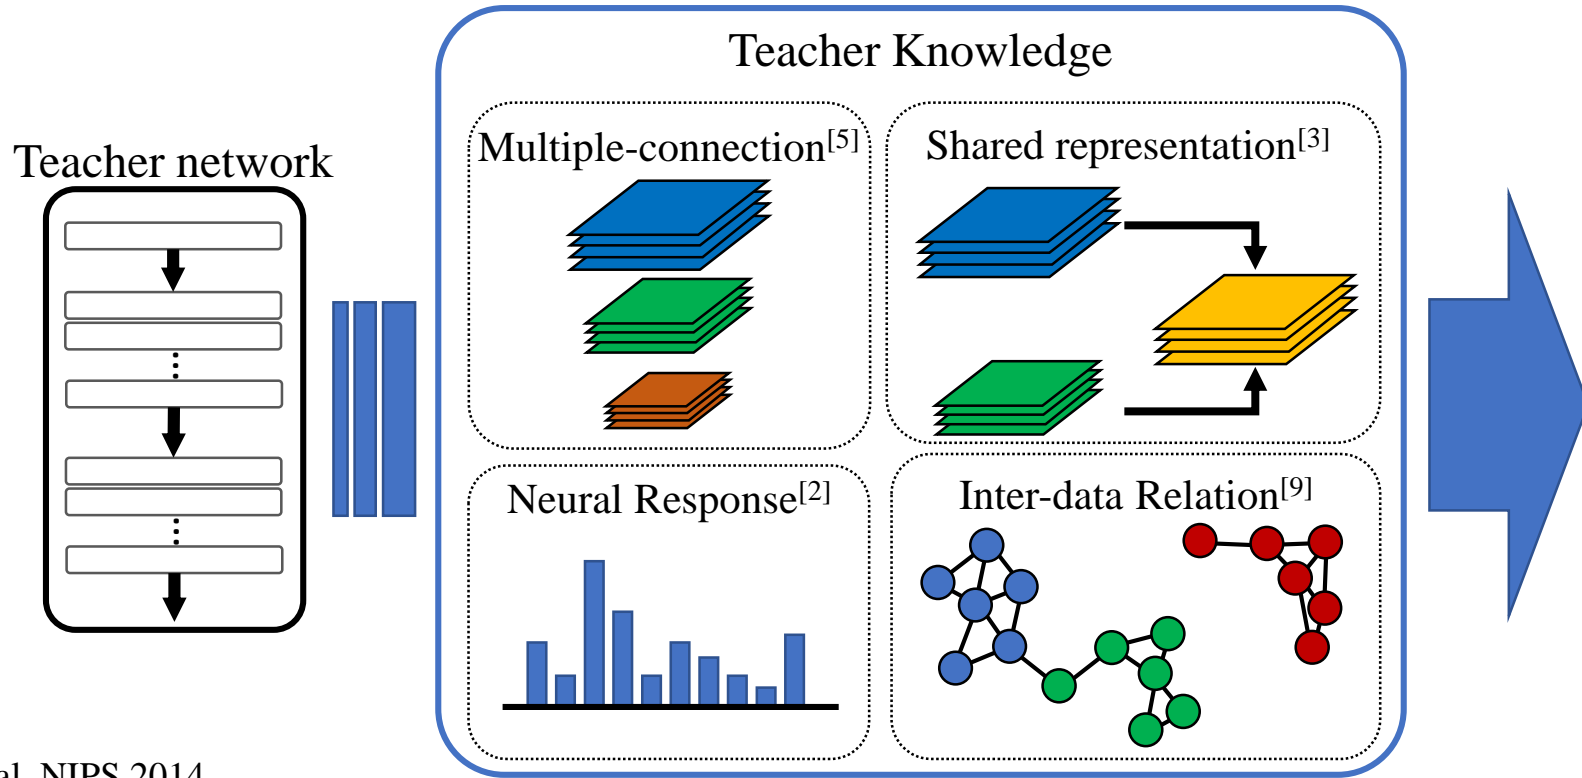 Teacher Knowledge
Teacher network
Multiple-connection[5]
Shared representation[3]
Neural Response[2]
Inter-data Relation[9]
al. NIPS 2014